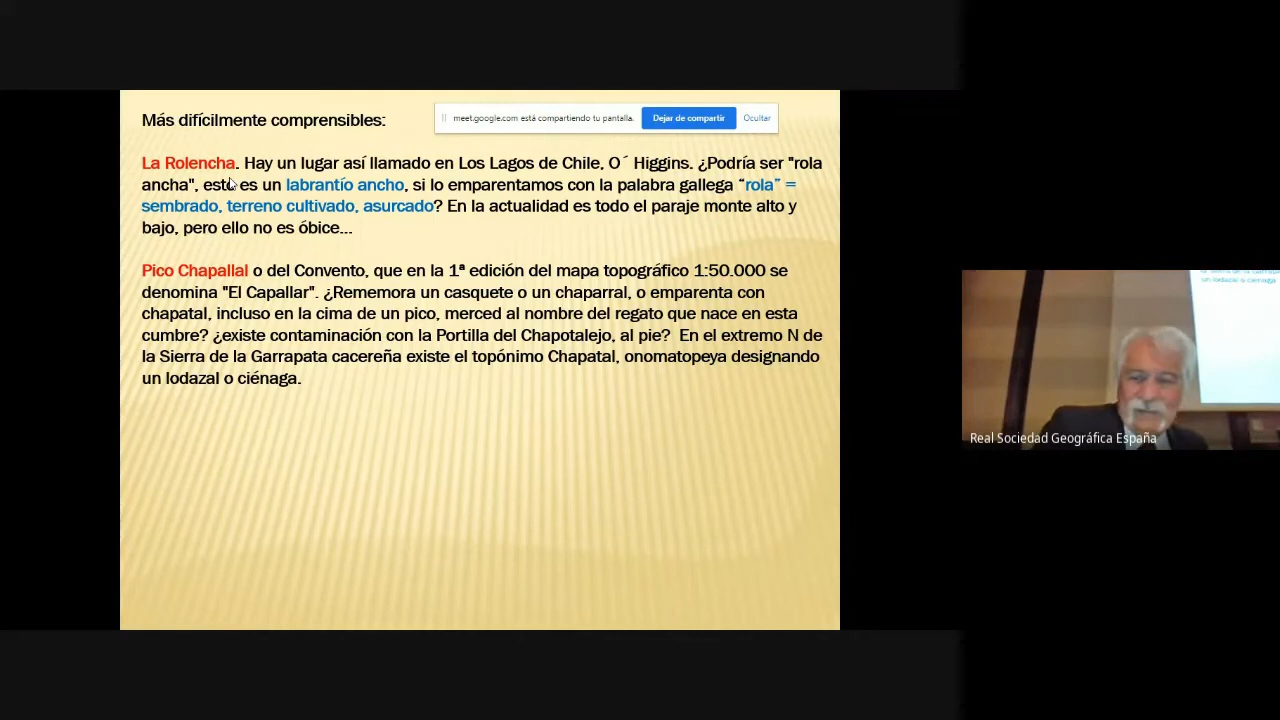 Más difícilmente comprensibles:
meet.google.com está compartiendo tu pantalla.
Dejar de compartir
Ocultar
La Rolencha. Hay un lugar así llamado en Los Lagos de Chile, O´ Higgins. ¿Podría ser "rola
ancha", esto es un labrantío ancho, si lo emparentamos con la palabra gallega “rola” =
sembrado, terreno cultivado, asurcado? En la actualidad es todo el paraje monte alto y
bajo, pero ello no es óbice...
Pico Chapallal o del Convento, que en la 1ª edición del mapa topográfico 1:50.000 se
denomina "El Capallar". ¿Rememora un casquete o un chaparral, o emparenta con
chapatal, incluso en la cima de un pico, merced al nombre del regato que nace en esta
cumbre? ¿existe contaminación con la Portilla del Chapotalejo, al pie?  En el extremo N de
la Sierra de la Garrapata cacereña existe el topónimo Chapatal, onomatopeya designando
un lodazal o ciénaga.
un lodazal o ciénaga
Real Sociedad Geográfica España